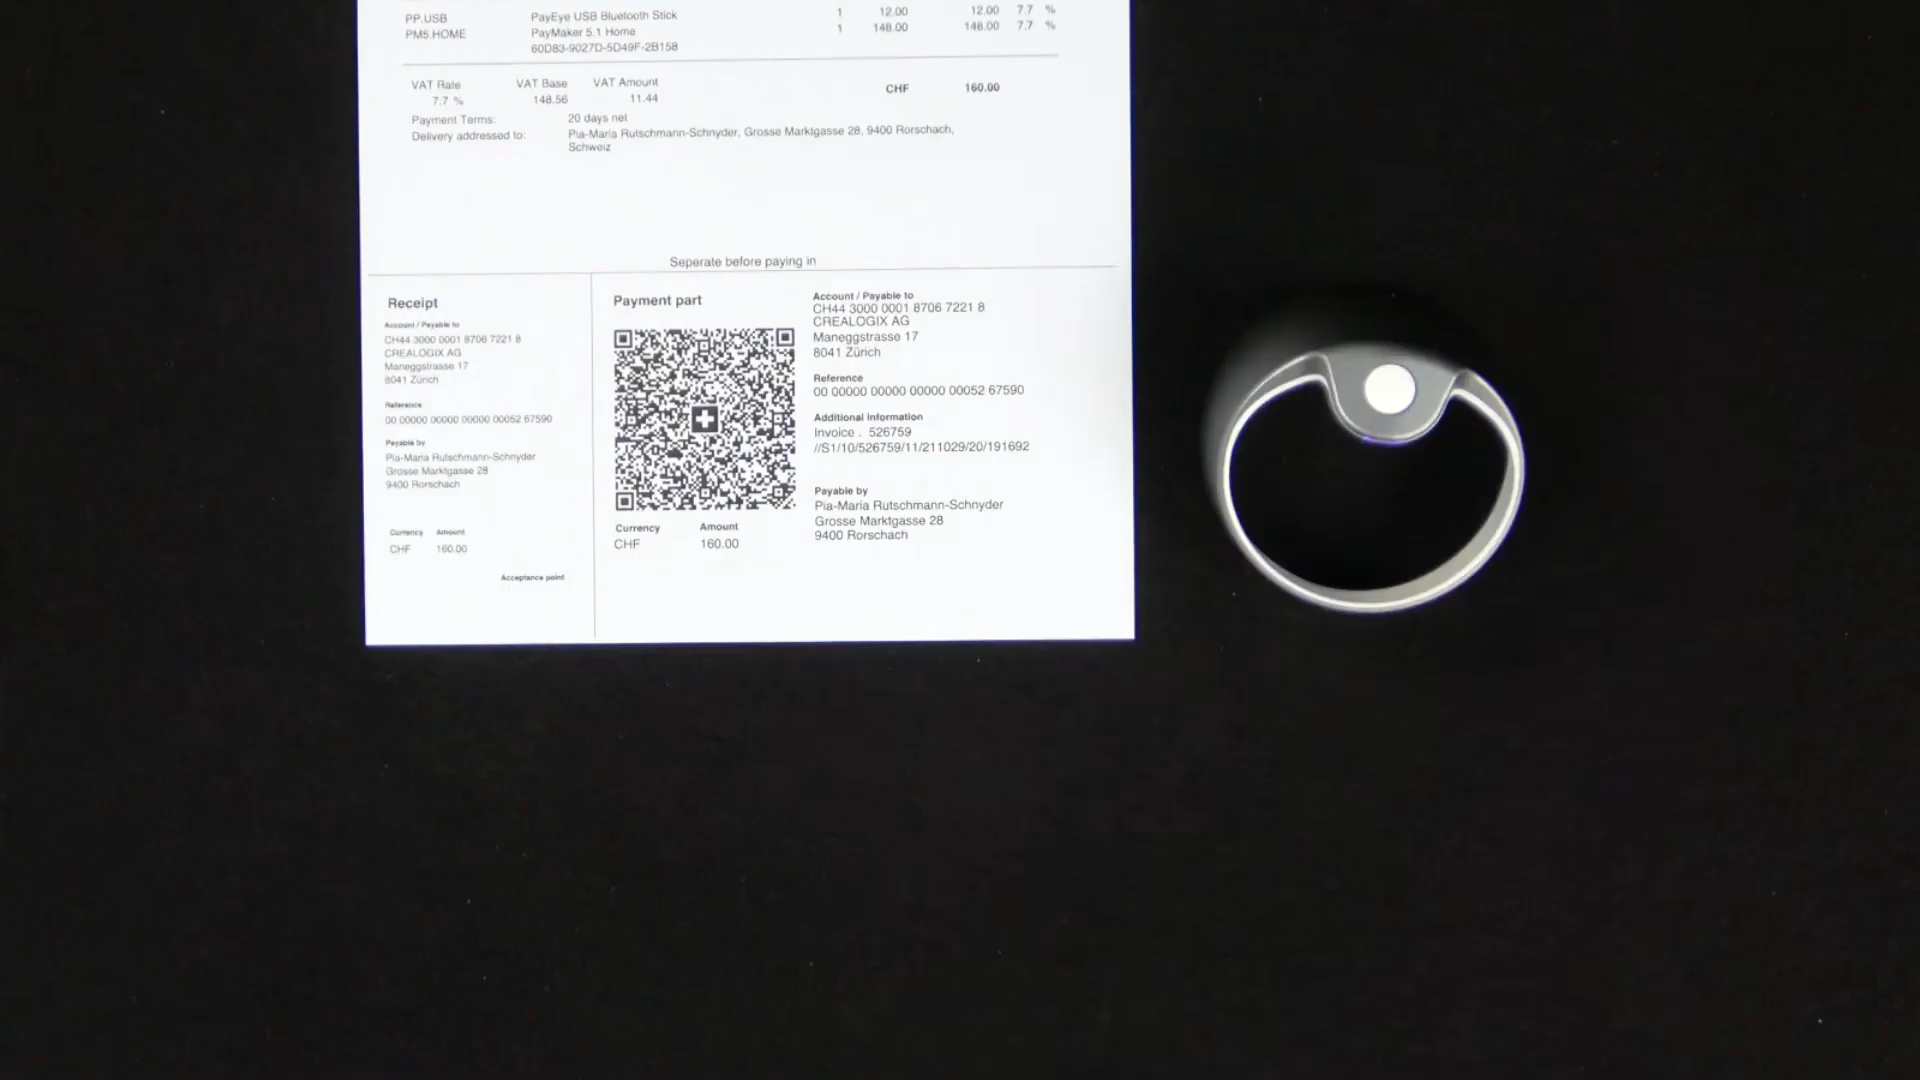 PP.USB PayEye USB Bluetooth Stick 1 12.00 12.00 7.7 %
PM5.HOME PayMaker 5.1 Home 1 148.00 148.00 7.7 %
60D83-9027D-5D49F-2B158
VAT Rate VAT Base VAT Amount CHF 160.00
7.7 % 148.56 11.44
Payment Terms: 20 days net
Delivery addressed to: Pia-Maria Rutschmann-Schnyder, Grosse Marktgasse 28, 9400 Rorschach,
Schweiz
Seperate before paying in
Receipt
Account / Payable to
CH44 3000 0001 8706 7221 8
CREALOGIX AG
Maneggstrasse 17
8041 Zürich
Reference
00 00000 00000 00000 00052 67590
Payable by
Pia-Maria Rutschmann-Schnyder
Grosse Marktgasse 28
9400 Rorschach
Currency Amount
CHF 160.00
Acceptance point
Payment part
Currency Amount
CHF 160.00
Account / Payable to
CH44 3000 0001 8706 7221 8
CREALOGIX AG
Maneggstrasse 17
8041 Zürich
Reference
00 00000 00000 00000 00052 67590
Additional information
Invoice . 526759
//S1/10/526759/11/211029/20/191692
Payable by
Pia-Maria Rutschmann-Schnyder
Grosse Marktgasse 28
9400 Rorschach